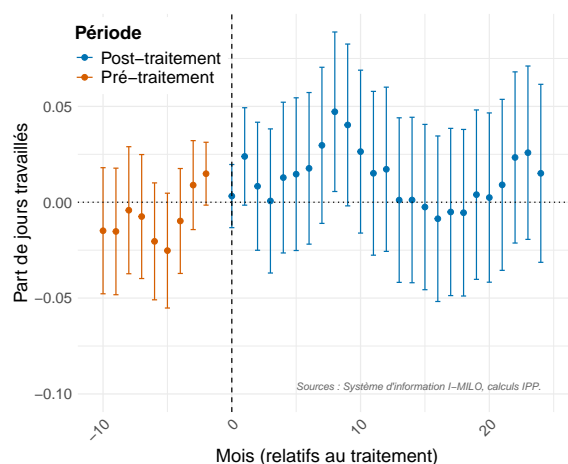 Période
Post−traitement
Pré−traitement
Part de jours travaillés
0.05
0.00
−0.05
−0.10
Sources : Système d'information I−MILO, calculs IPP.
−10
0
10
20
Mois (relatifs au traitement)